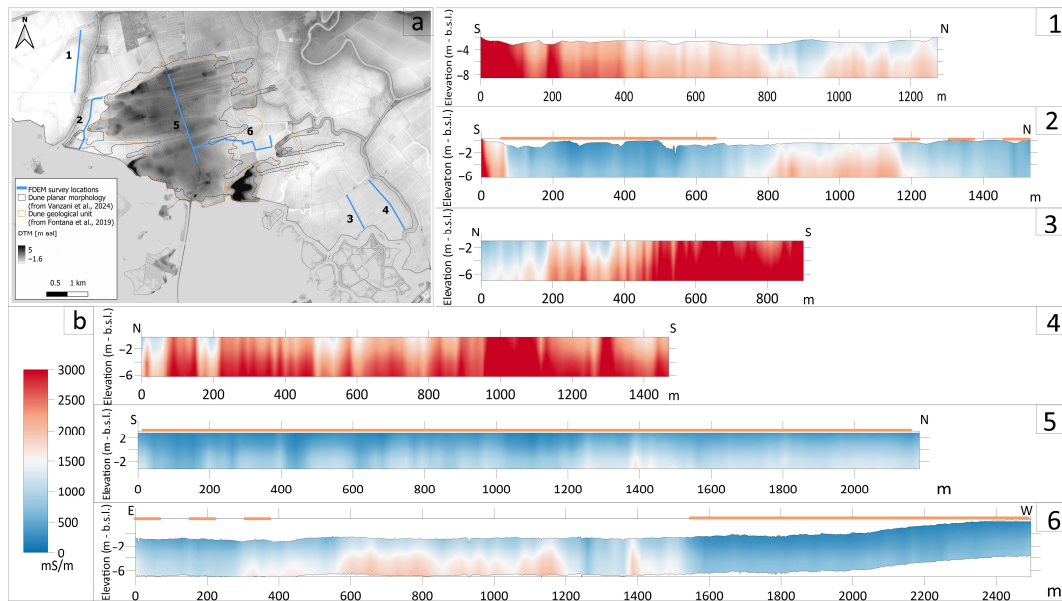 a
N
1
2
3
4
5
6
FDEM survey locations
Dune planar morphology
(from Vanzani et al., 2024)
Dune geological unit
(from Fontana et al., 2019)
DTM [m asl]
5
−1.6
0.5 1 km
1
S N
Elevation (m - b.s.l.)
−4
−8
0 200 400 600 800 1000 1200 m
2
S N
Elevation (m - b.s.l.)
0
−2
−6
0 200 400 600 800 1000 1200 1400 m
3
N S
Elevation (m - b.s.l.)
−2
−6
0 200 400 600 800 m
b
3000
2500
2000
1500
1000
500
0
mS/m
4
N S
Elevation (m - b.s.l.)
−2
−6
0 200 400 600 800 1000 1200 1400 m
5
S N
Elevation (m - b.s.l.)
2
−2
0 200 400 600 800 1000 1200 1400 1600 1800 2000 m
6
E W
Elevation (m - b.s.l.)
−2
−6
0 200 400 600 800 1000 1200 1400 1600 1800 2000 2200 2400 m